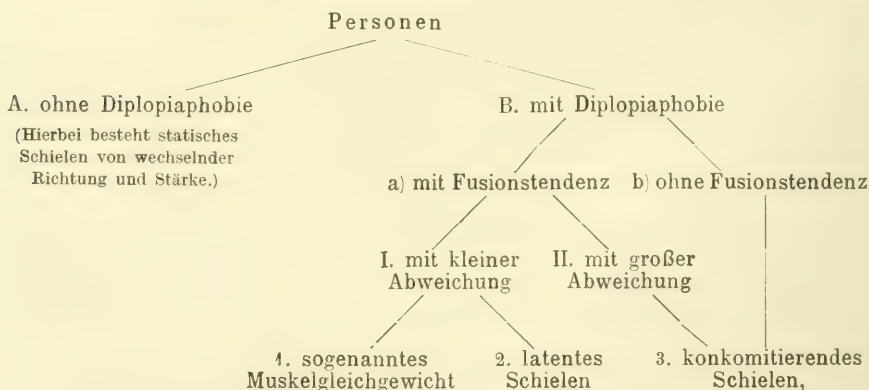 Personen
A. ohne Diplopiaphobie
(Hierbei besteht statisches
Schielen von wechselnder
Richtung und Stärke.)
B. mit Diplopiaphobie
a) mit Fusionstendenz
b) ohne Fusionstendenz
I. mit kleiner
Abweichung
II. mit großer
Abweichung
1. sogenanntes
Muskelgleichgewicht
2. latentes
Schielen
3. konkomitierendes
Schielen,